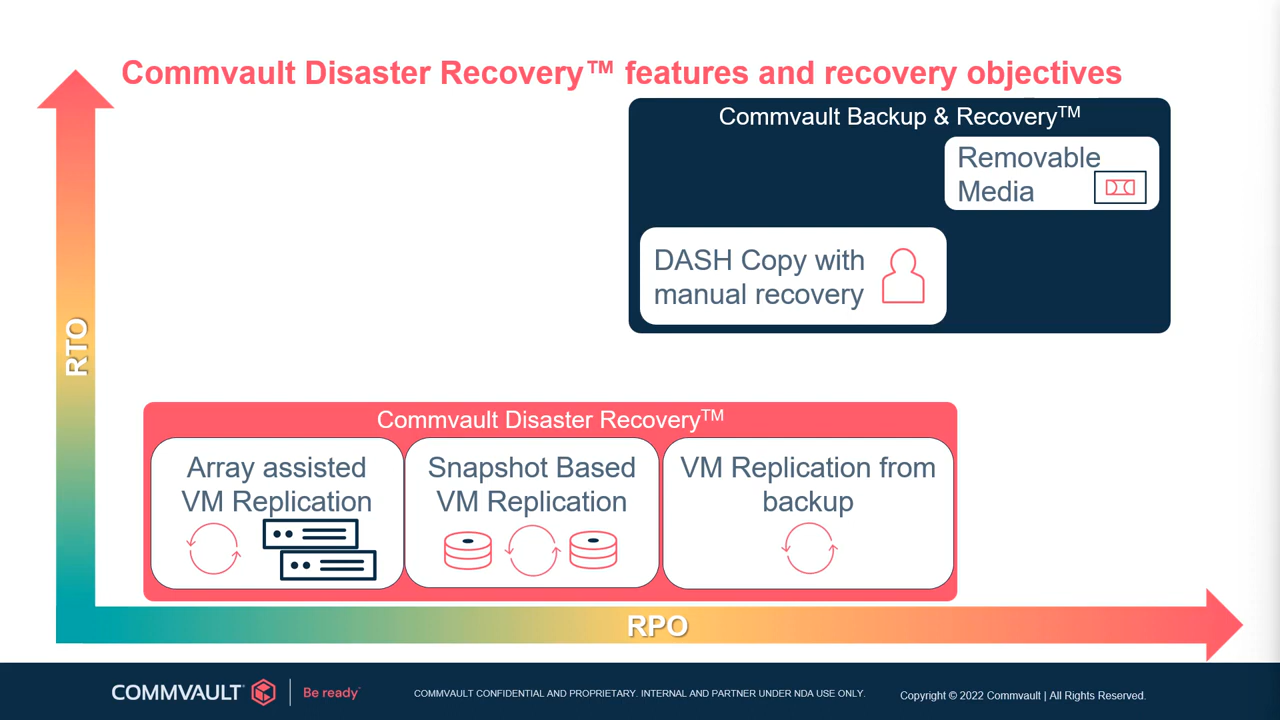 Commvault Disaster Recovery™ features and recovery objectives
Commvault Backup & Recovery™
Removable
Media
DASH Copy with
manual recovery
RTO
Commvault Disaster Recovery™
Array assisted
VM Replication
Snapshot Based
VM Replication
VM Replication from
backup
RPO
COMMVAULT
Be ready
COMMVAULT CONFIDENTIAL AND PROPRIETARY. INTERNAL AND PARTNER UNDER NDA USE ONLY.
Copyright © 2022 Commvault | All Rights Reserved.